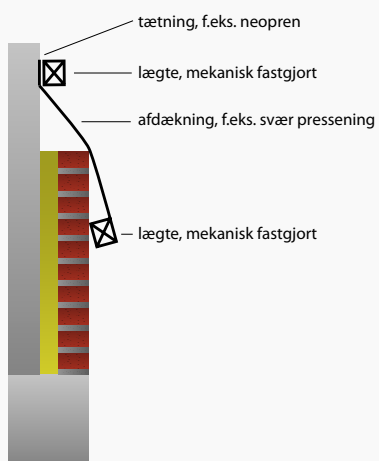 tætning, f.eks. neopren
lægte, mekanisk fastgjort
afdækning, f.eks. svær pressening
lægte, mekanisk fastgjort